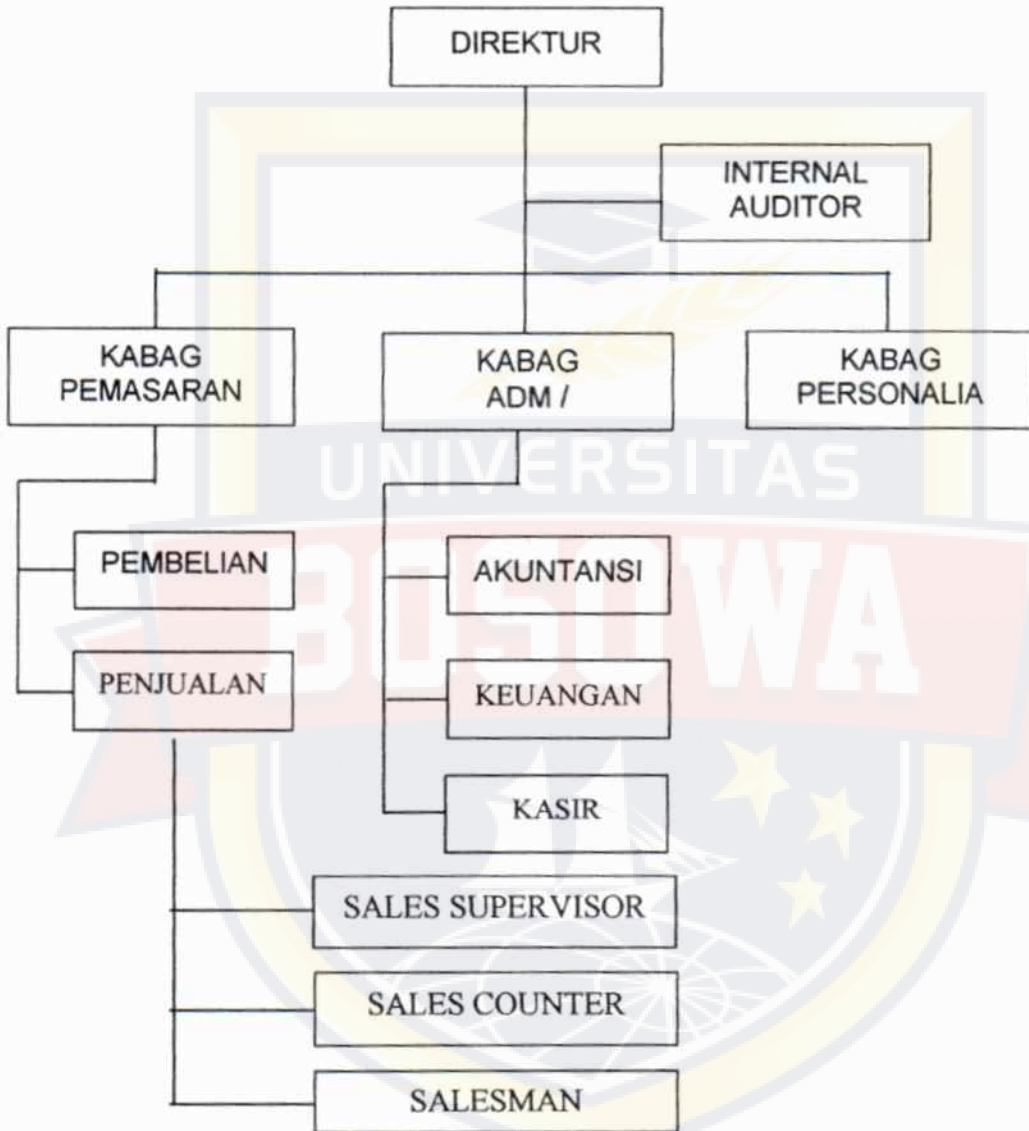 DIREKTUR
INTERNAL
AUDITOR
KABAG
PEMASARAN
KABAG
ADM /
KABAG
PERSONALIA
UNIVERSITAS
BOSOWA
PEMBELIAN
AKUNTANSI
PENJUALAN
KEUANGAN
KASIR
SALES SUPERVISOR
SALES COUNTER
SALESMAN